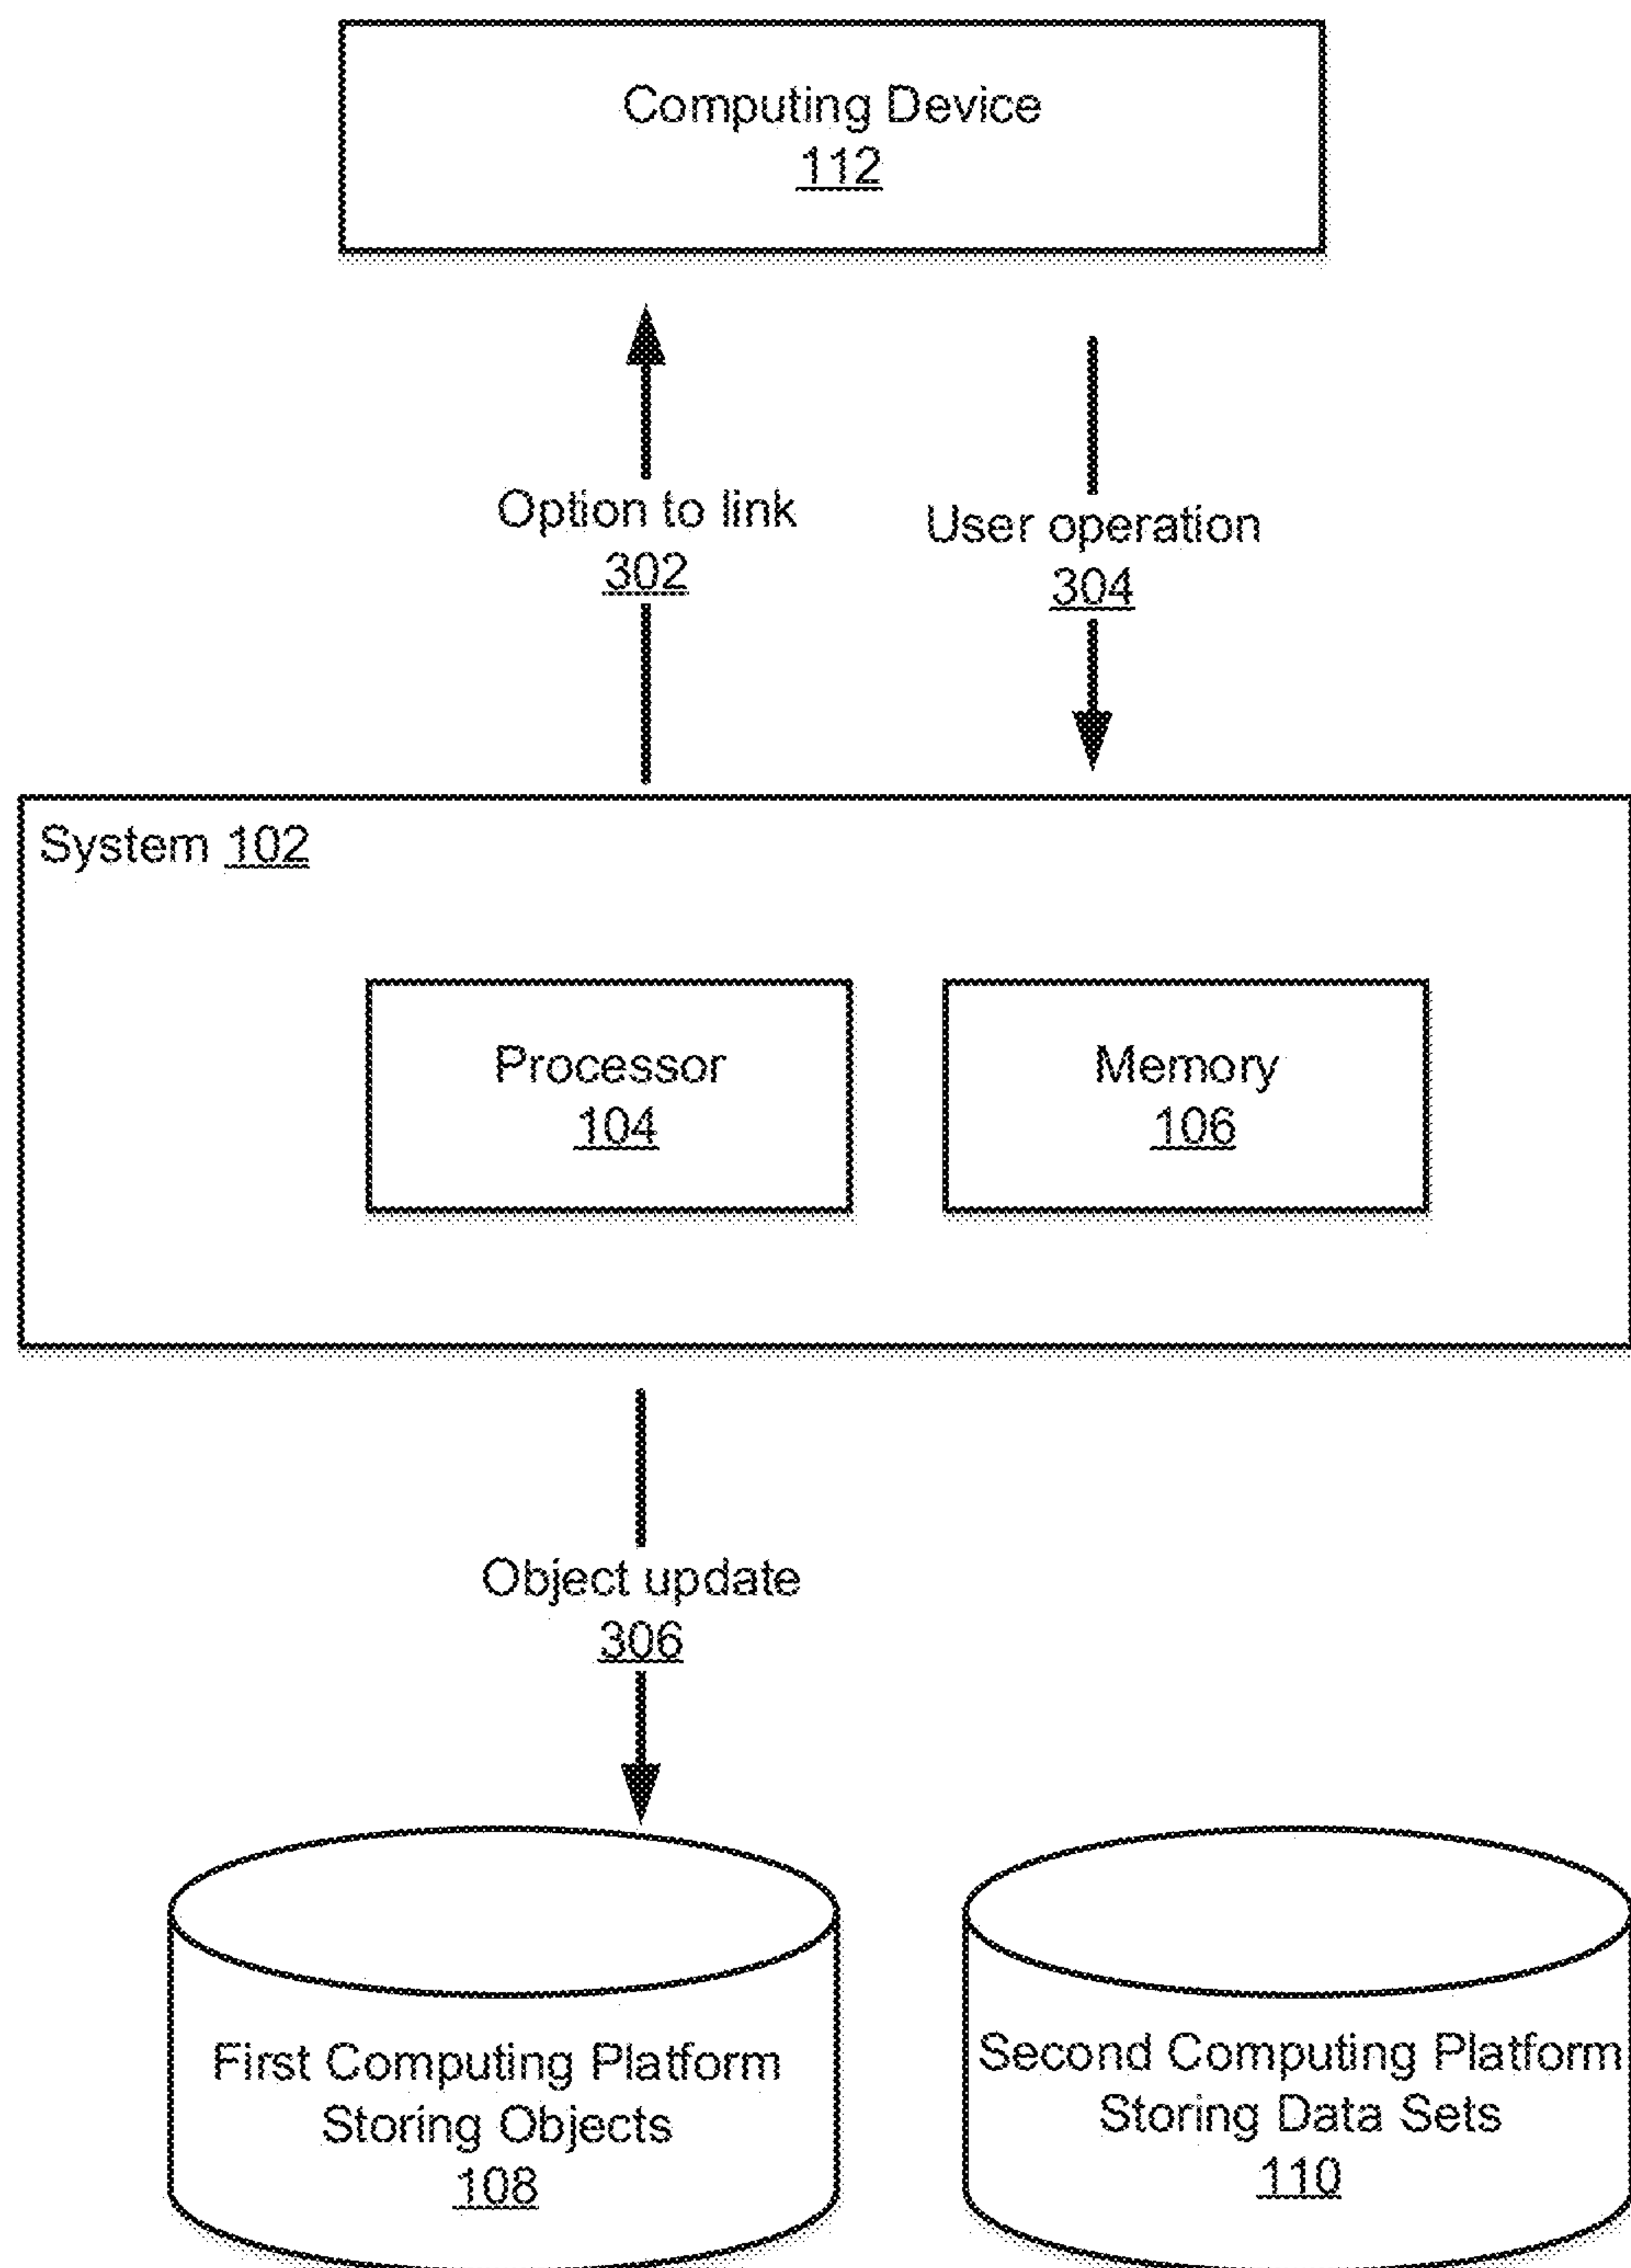 Computing Device
112
Option to link
302
User operation
304
System 102
Processor
104
Memory
106
Object update
306
First Computing Platform
Storing Objects
108
Second Computing Platform
Storing Data Sets
110